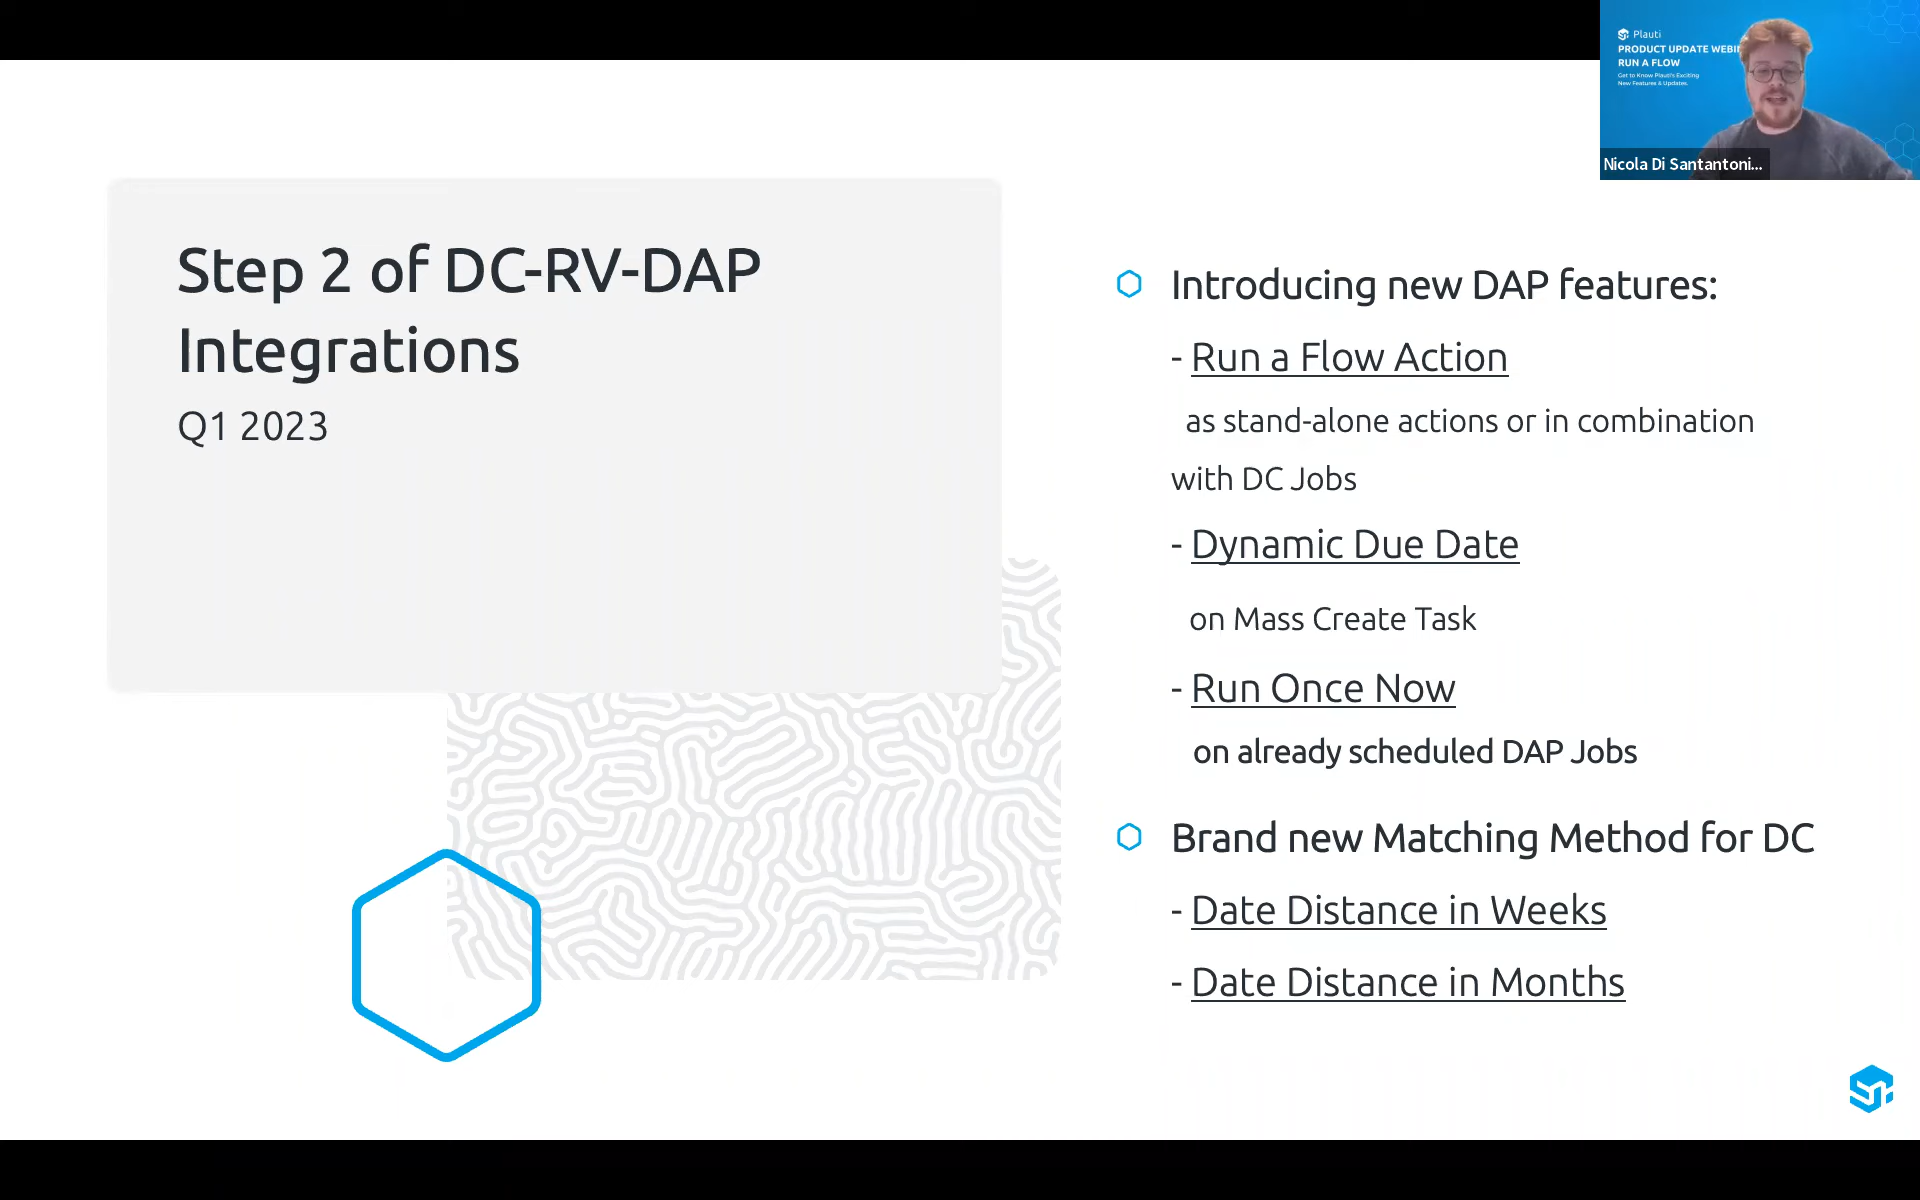 Plauti
PRODUCT UPDATE WEBI
RUN A FLOW
Get to Know Plauti's Exciting
New Features & Updates.
Nicola Di Santantoni...
Step 2 of DC-RV-DAP
Integrations
Q1 2023
Introducing new DAP features:
- Run a Flow Action
as stand-alone actions or in combination
with DC Jobs
- Dynamic Due Date
on Mass Create Task
- Run Once Now
on already scheduled DAP Jobs
Brand new Matching Method for DC
- Date Distance in Weeks
- Date Distance in Months